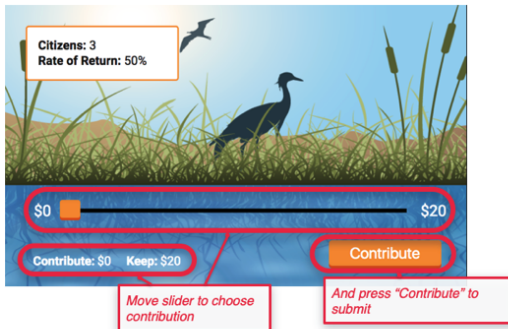 Citizens: 3
Rate of Return: 50%
$0
$20
Contribute: $0 Keep: $20
Contribute
Move slider to choose
contribution
And press “Contribute” to
submit